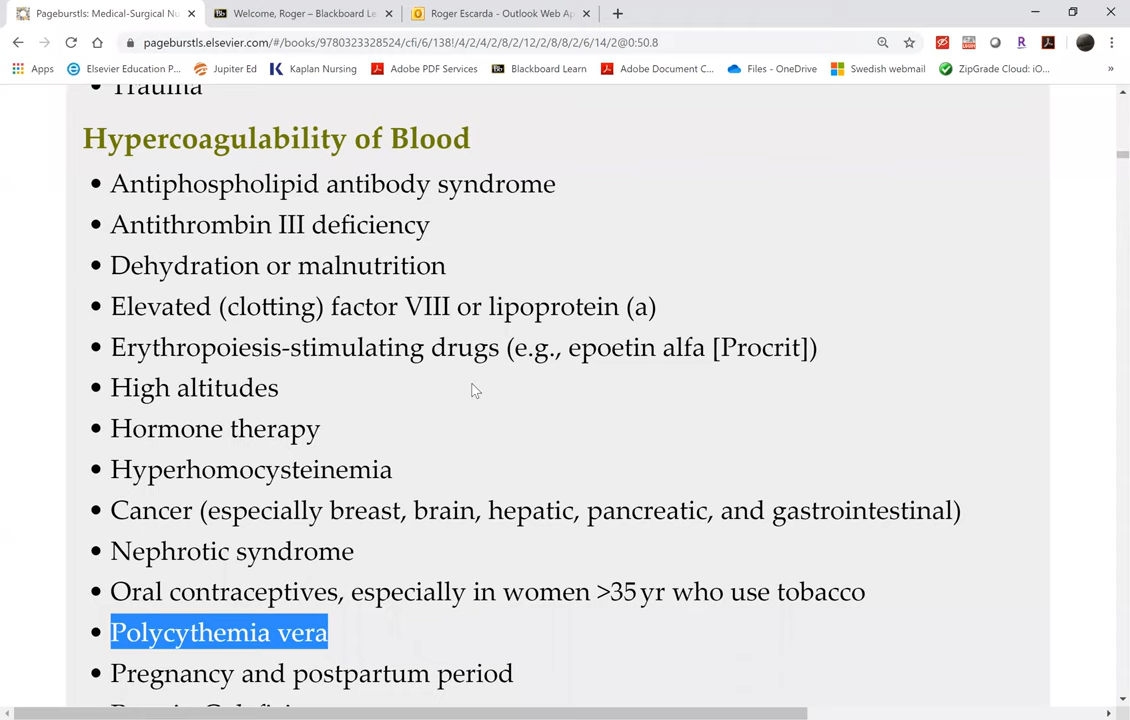 Pageburstls: Medical-Surgical Nu
Welcome, Roger – Blackboard Le
Roger Escarda - Outlook Web Ap
pageburstls.elsevier.com/#/books/9780323328524/cfi/6/138!/4/2/4/2/8/2/12/2/8/8/2/6/14/2@0:50.8
Apps
Elsevier Education P...
Jupiter Ed
Kaplan Nursing
Adobe PDF Services
Blackboard Learn
Adobe Document C...
Files - OneDrive
Swedish webmail
ZipGrade Cloud: iO...
»
• Trauma
Hypercoagulability of Blood
• Antiphospholipid antibody syndrome
• Antithrombin III deficiency
• Dehydration or malnutrition
• Elevated (clotting) factor VIII or lipoprotein (a)
• Erythropoiesis-stimulating drugs (e.g., epoetin alfa [Procrit])
• High altitudes
• Hormone therapy
• Hyperhomocysteinemia
• Cancer (especially breast, brain, hepatic, pancreatic, and gastrointestinal)
• Nephrotic syndrome
• Oral contraceptives, especially in women >35 yr who use tobacco
• Polycythemia vera
• Pregnancy and postpartum period